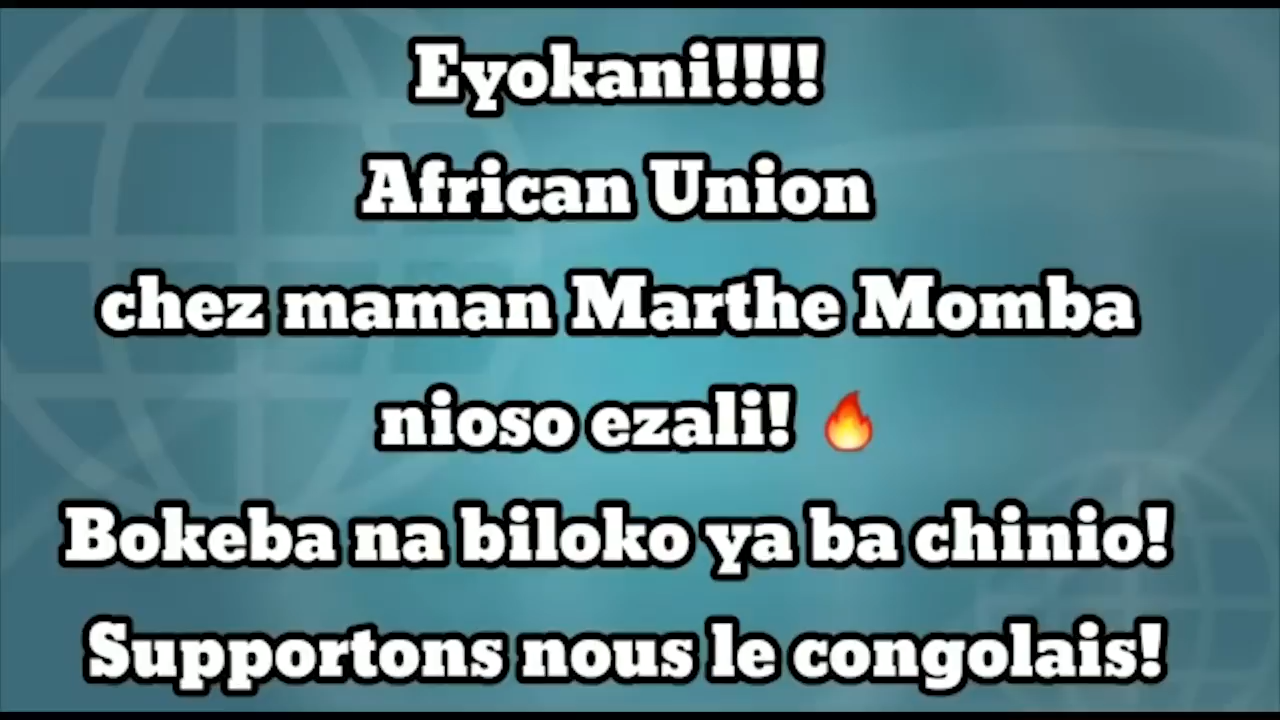 Eyokani!!!!
African Union
chez maman Marthe Momba
nioso ezali! 🔥
Bokeba na biloko ya ba chinio!
Supportons nous le congolais!